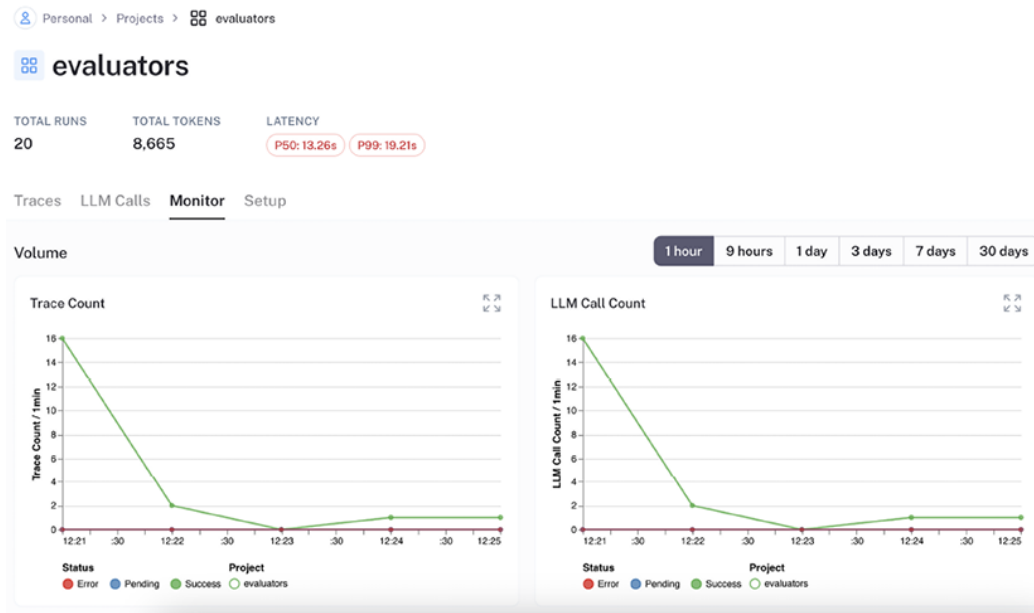 Personal > Projects > evaluators
evaluators
TOTAL RUNS TOTAL TOKENS LATENCY
20 8,665 P50: 13.26s P99: 19.21s
Traces LLM Calls Monitor Setup
Volume 1 hour 9 hours 1 day 3 days 7 days 30 days
Trace Count
Trace Count / 1min
16
14
12
10
8
6
4
2
0
12:21 :30 12:22 :30 12:23 :30 12:24 :30 12:25
Status Project
Error Pending Success evaluators
LLM Call Count
LLM Call Count / 1min
16
14
12
10
8
6
4
2
0
12:21 :30 12:22 :30 12:23 :30 12:24 :30 12:25
Status Project
Error Pending Success evaluators